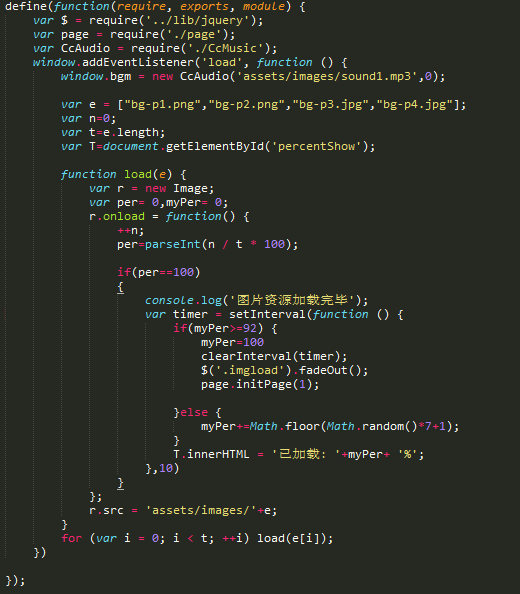 define(function(require, exports, module) {
    var $ = require('../lib/jquery');
    var page = require('./page');
    var CcAudio = require('./CcMusic');
    window.addEventListener('load', function () {
        window.bgm = new CcAudio('assets/images/sound1.mp3',0);
        var e = ["bg-p1.png","bg-p2.png","bg-p3.jpg","bg-p4.jpg"];
        var n=0;
        var t=e.length;
        var T=document.getElementById('percentShow');
        function load(e) {
            var r = new Image;
            var per= 0,myPer= 0;
            r.onload = function() {
                ++n;
                per=parseInt(n / t * 100);
                if(per==100)
                {
                    console.log('图片资源加载完毕');
                    var timer = setInterval(function () {
                        if(myPer>=92) {
                            myPer=100
                            clearInterval(timer);
                            $('.imgload').fadeOut();
                            page.initPage(1);
                        }else {
                            myPer+=Math.floor(Math.random()*7+1);
                        }
                        T.innerHTML = '已加载: '+myPer+ '%';
                    },10)
                }
            };
            r.src = 'assets/images/'+e;
        }
        for (var i = 0; i < t; ++i) load(e[i]);
    })
});